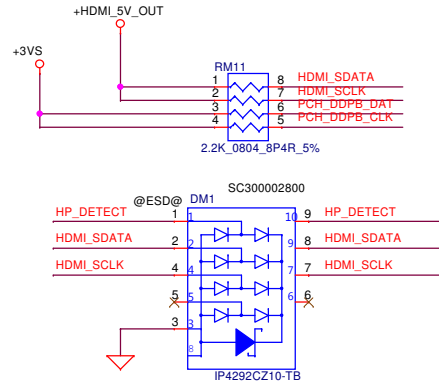 +HDMI_5V_OUT
+3VS
RM11
1 8 HDMI_SDATA
2 7 HDMI_SCLK
3 6 PCH_DDPB_DAT
4 5 PCH_DDPB_CLK
2.2K_0804_8P4R_5%
SC300002800
@ESD@ DM1
HP_DETECT 1 1 10 9 HP_DETECT
HDMI_SDATA 2 2 9 8 HDMI_SDATA
HDMI_SCLK 4 4 7 7 HDMI_SCLK
5 5 6 6
3 3
8
IP4292CZ10-TB